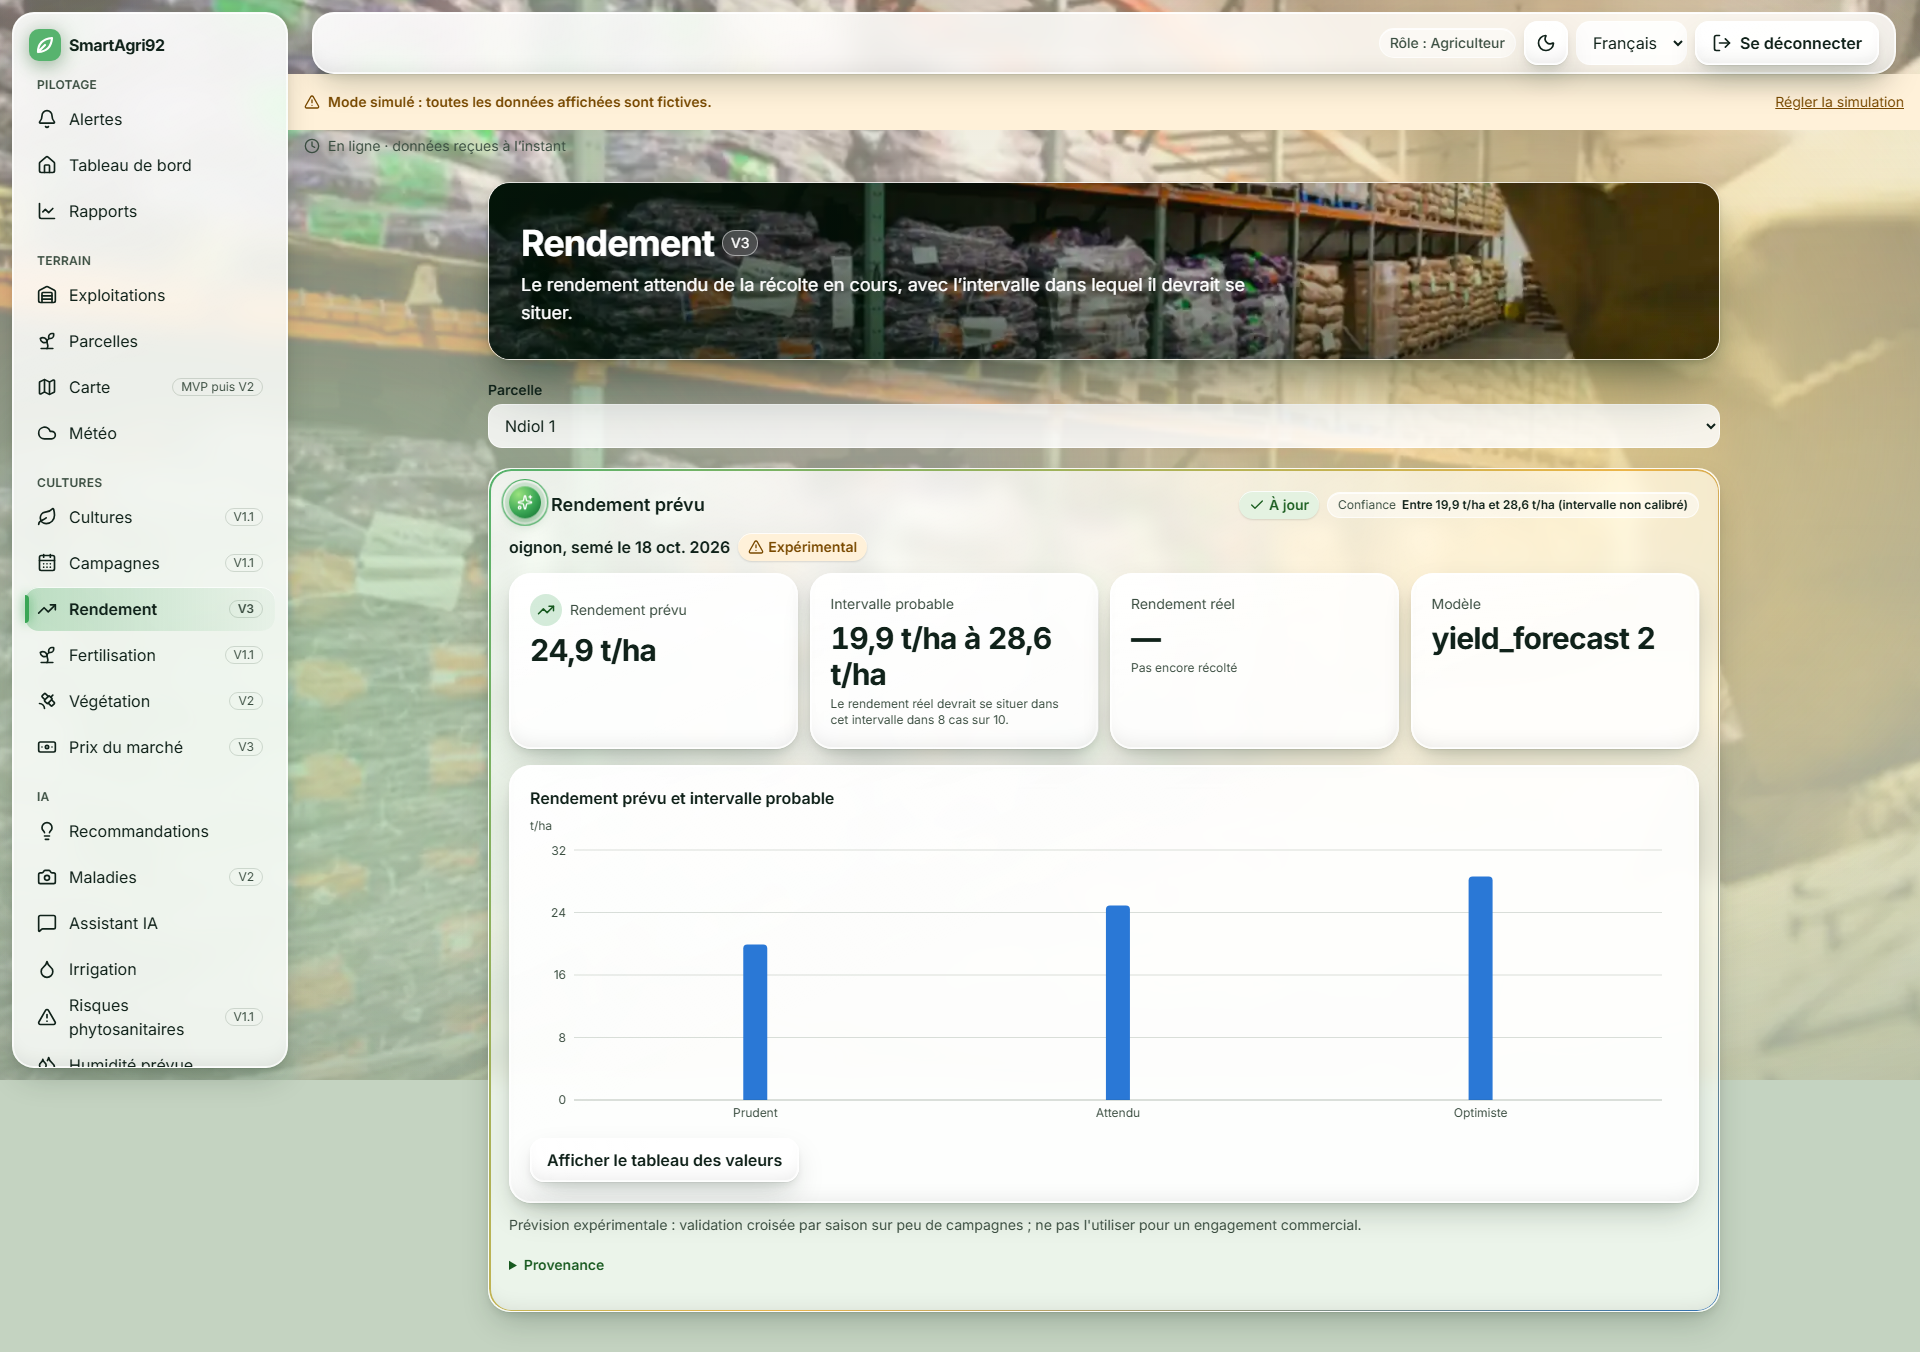 SmartAgri92
PILOTAGE
Alertes
Tableau de bord
Rapports
TERRAIN
Exploitations
Parcelles
Carte MVP puis V2
Météo
CULTURES
Cultures V1.1
Campagnes V1.1
Rendement V3
Fertilisation V1.1
Végétation V2
Prix du marché V3
IA
Recommandations
Maladies V2
Assistant IA
Irrigation
Risques
phytosanitaires V1.1
Humidité prévue
Rôle : Agriculteur
Français
Se déconnecter
Mode simulé : toutes les données affichées sont fictives.
Régler la simulation
En ligne · données reçues à l’instant
Rendement V3
Le rendement attendu de la récolte en cours, avec l’intervalle dans lequel il devrait se
situer.
Parcelle
Ndiol 1
Rendement prévu
À jour
Confiance Entre 19,9 t/ha et 28,6 t/ha (intervalle non calibré)
oignon, semé le 18 oct. 2026
Expérimental
Rendement prévu
24,9 t/ha
Intervalle probable
19,9 t/ha à 28,6
t/ha
Le rendement réel devrait se situer dans
cet intervalle dans 8 cas sur 10.
Rendement réel
—
Pas encore récolté
Modèle
yield_forecast 2
Rendement prévu et intervalle probable
t/ha
32
24
16
8
0
Prudent
Attendu
Optimiste
Afficher le tableau des valeurs
Prévision expérimentale : validation croisée par saison sur peu de campagnes ; ne pas l'utiliser pour un engagement commercial.
Provenance